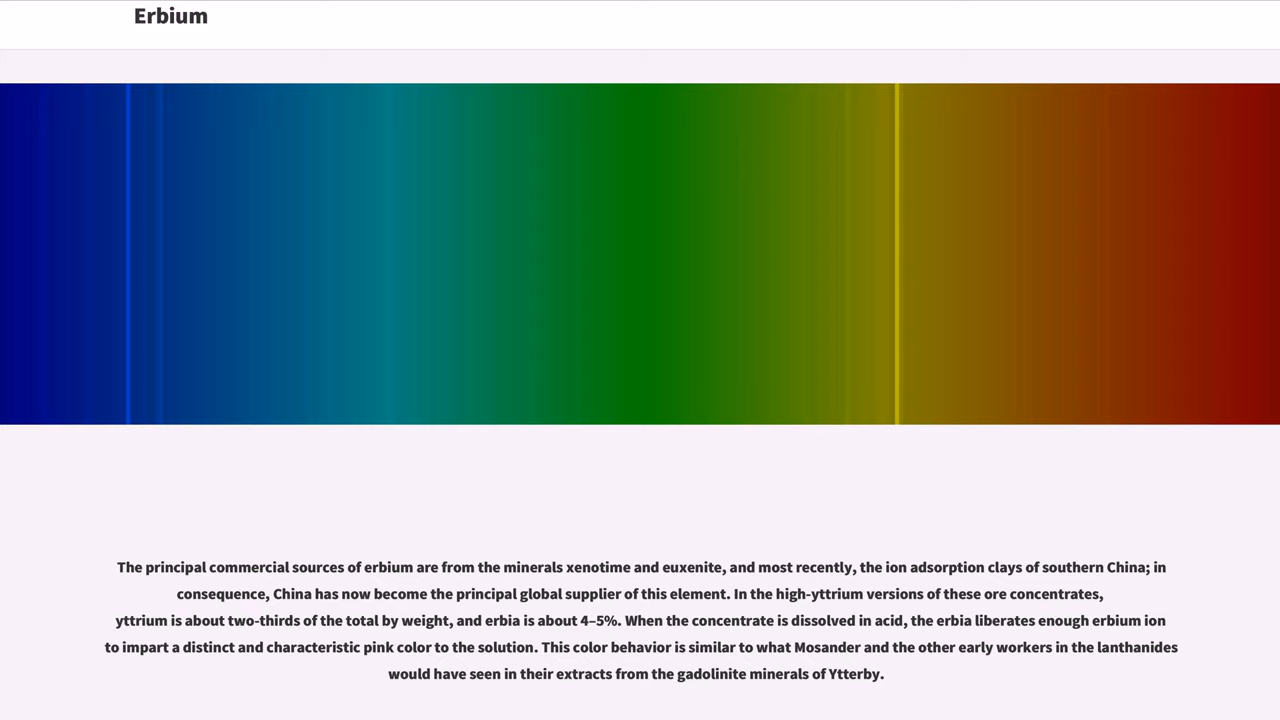 Erbium
The principal commercial sources of erbium are from the minerals xenotime and euxenite, and most recently, the ion adsorption clays of southern China; in
consequence, China has now become the principal global supplier of this element. In the high-yttrium versions of these ore concentrates,
yttrium is about two-thirds of the total by weight, and erbia is about 4–5%. When the concentrate is dissolved in acid, the erbia liberates enough erbium ion
to impart a distinct and characteristic pink color to the solution. This color behavior is similar to what Mosander and the other early workers in the lanthanides
would have seen in their extracts from the gadolinite minerals of Ytterby.